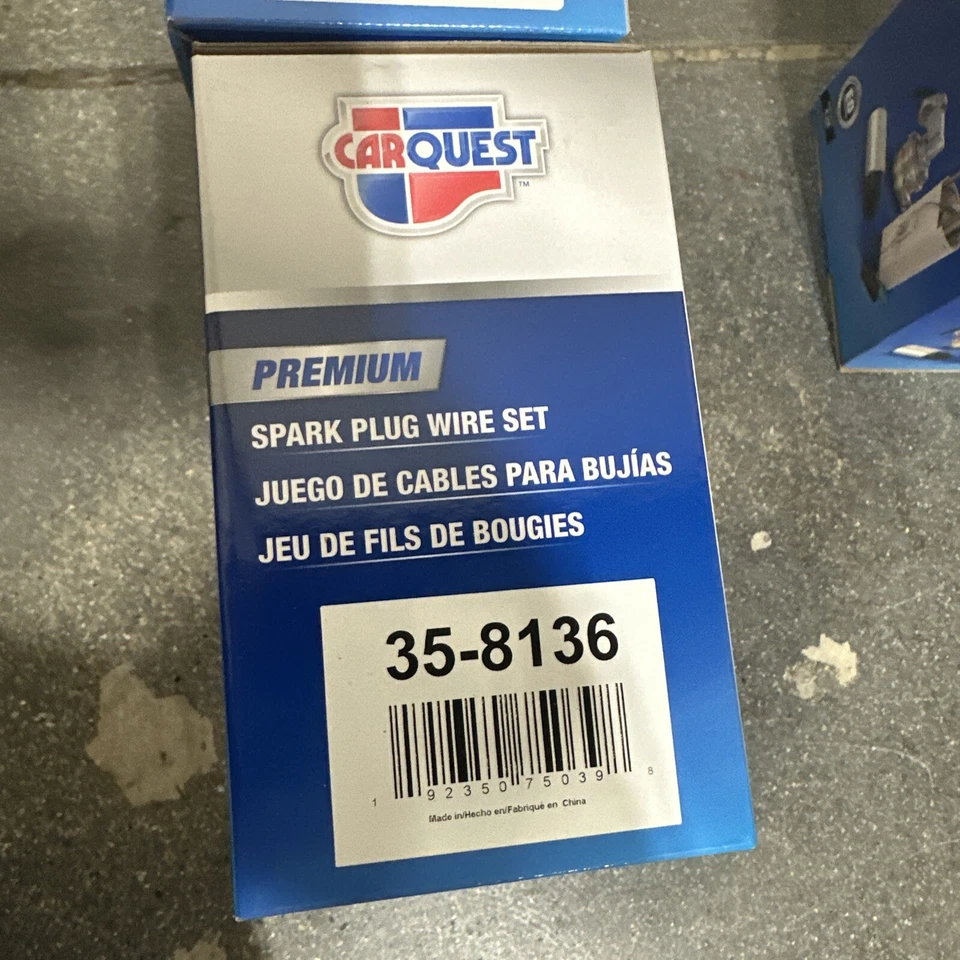 CARQUEST
TM
PREMIUM
SPARK PLUG WIRE SET
JUEGO DE CABLES PARA BUJÍAS
JEU DE FILS DE BOUGIES
35-8136
1 92350 75039 8
Made in/Hecho en/Fabriqué en China